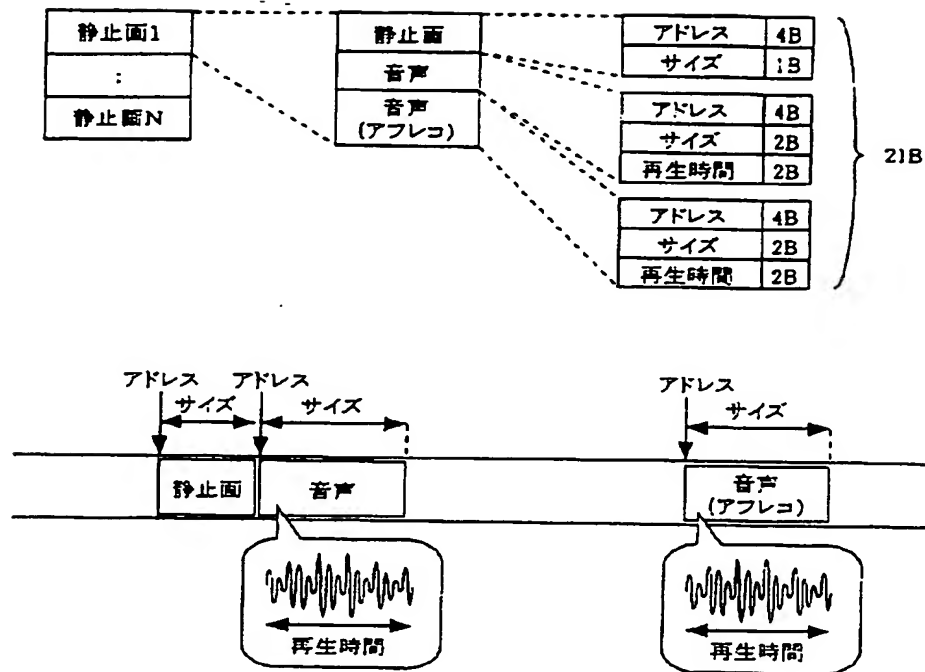 静止画1
:
静止画N
静止画
音声
音声
(アフレコ)
アドレス 4B
サイズ 1B
アドレス 4B
サイズ 2B
再生時間 2B
アドレス 4B
サイズ 2B
再生時間 2B
21B
アドレス アドレス アドレス
サイズ サイズ サイズ
静止画 音声 音声
(アフレコ)
再生時間 再生時間